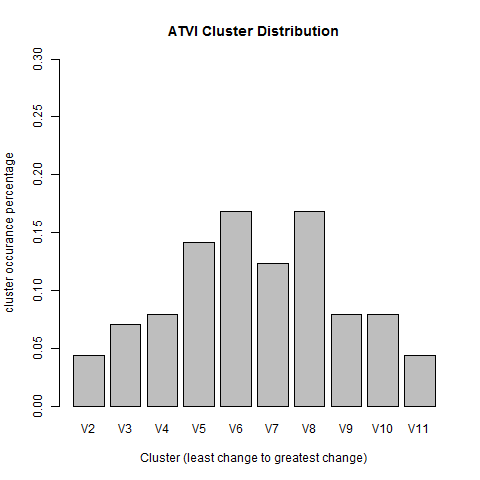 ATVI Cluster Distribution
cluster occurance percentage
0.30
0.25
0.20
0.15
0.10
0.05
0.00
V2 V3 V4 V5 V6 V7 V8 V9 V10 V11
Cluster (least change to greatest change)